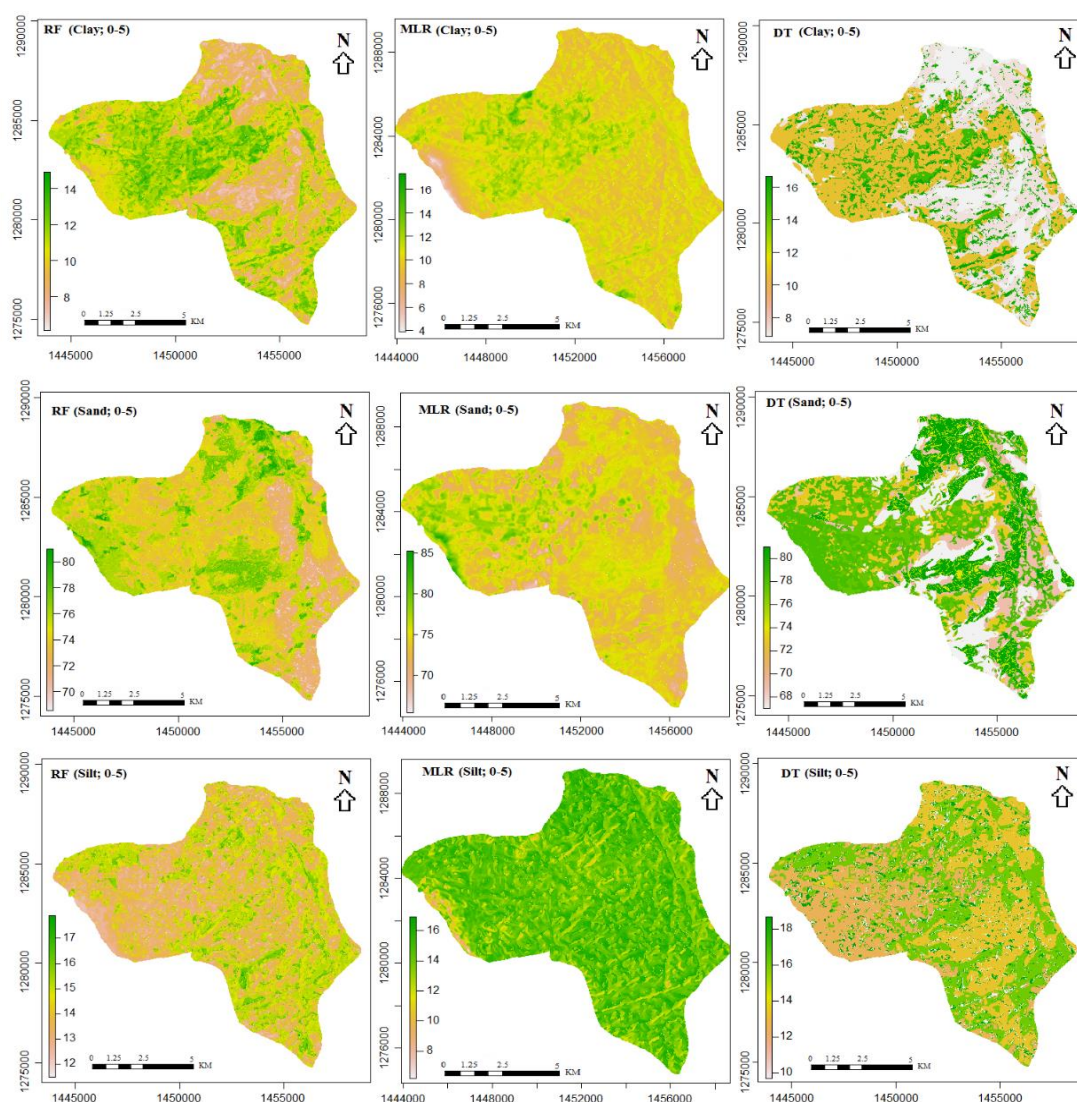 RF (Clay; 0-5)
N
1290000
1285000
1280000
1275000
14
12
10
8
0 1.25 2.5 5
KM
1445000 1450000 1455000
MLR (Clay; 0-5)
N
1288000
1284000
1280000
1276000
16
14
12
10
8
6
4
0 1.25 2.5 5
KM
1444000 1448000 1452000 1456000
DT (Clay; 0-5)
N
1290000
1285000
1280000
1275000
16
14
12
10
8
0 1.25 2.5 5
KM
1445000 1450000 1455000
RF (Sand; 0-5)
N
1290000
1285000
1280000
1275000
80
78
76
74
72
70
0 1.25 2.5 5
KM
1445000 1450000 1455000
MLR (Sand; 0-5)
N
1288000
1284000
1280000
1276000
85
80
75
70
0 1.25 2.5 5
KM
1444000 1448000 1452000 1456000
DT (Sand; 0-5)
N
1290000
1285000
1280000
1275000
80
78
76
74
72
70
68
0 1.25 2.5 5
KM
1445000 1450000 1455000
RF (Silt; 0-5)
N
1290000
1285000
1280000
1275000
17
16
15
14
13
12
0 1.25 2.5 5
KM
1445000 1450000 1455000
MLR (Silt; 0-5)
N
1288000
1284000
1280000
1276000
16
14
12
10
8
0 1.25 2.5 5
KM
1444000 1448000 1452000 1456000
DT (Silt; 0-5)
N
1290000
1285000
1280000
1275000
18
16
14
12
10
0 1.25 2.5 5
KM
1445000 1450000 1455000